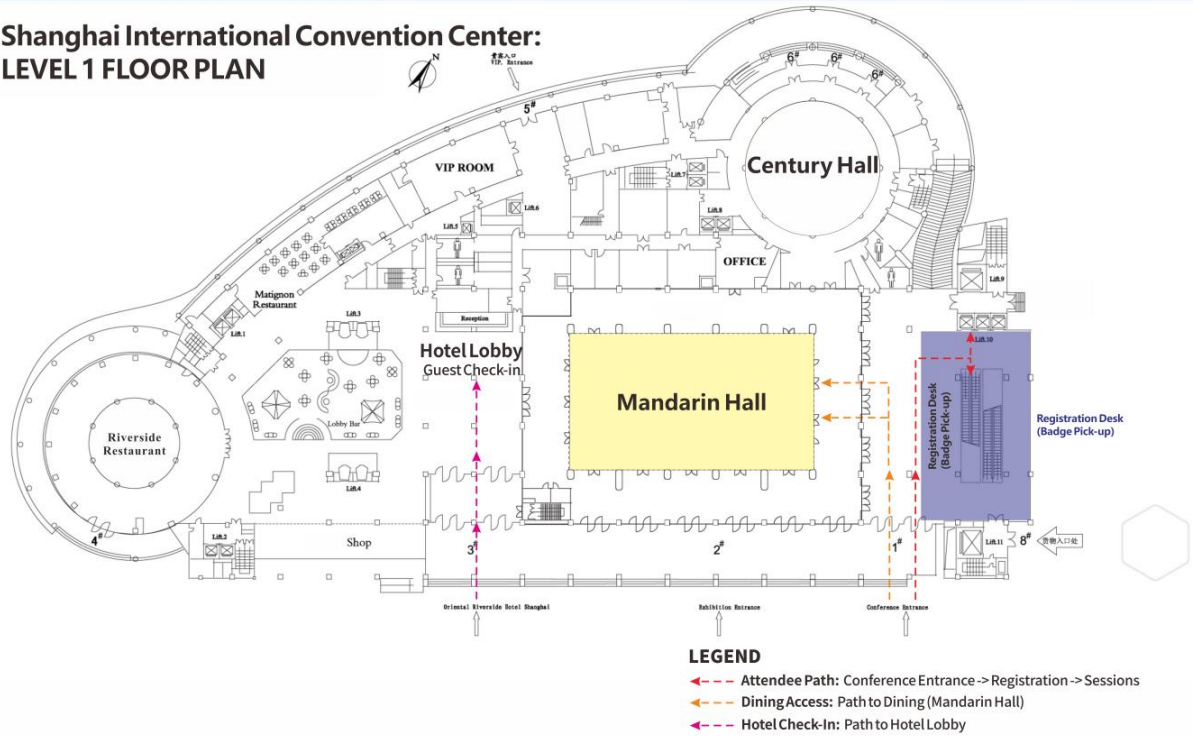 Shanghai International Convention Center:
LEVEL 1 FLOOR PLAN
N
贵宾入口
VIP. Entrance
5#
6#
6#
6#
VIP ROOM
Century Hall
Lift.7
Lift.6
Lift.5
Lift.8
OFFICE
Lift.9
Matignon
Restaurant
Lift.1
Lift.3
Reception
Hotel Lobby
Guest Check-in
Lift.10
Mandarin Hall
Lobby Bar
Riverside
Restaurant
Registration Desk
(Badge Pick-up)
Registration Desk
(Badge Pick-up)
Lift.4
4#
Lift.2
Shop
3#
2#
1#
Lift.11
8#
货物入口处
Oriental Riverside Hotel Shanghai
Exhibition Entrance
Conference Entrance
LEGEND
Attendee Path: Conference Entrance -> Registration -> Sessions
Dining Access: Path to Dining (Mandarin Hall)
Hotel Check-In: Path to Hotel Lobby